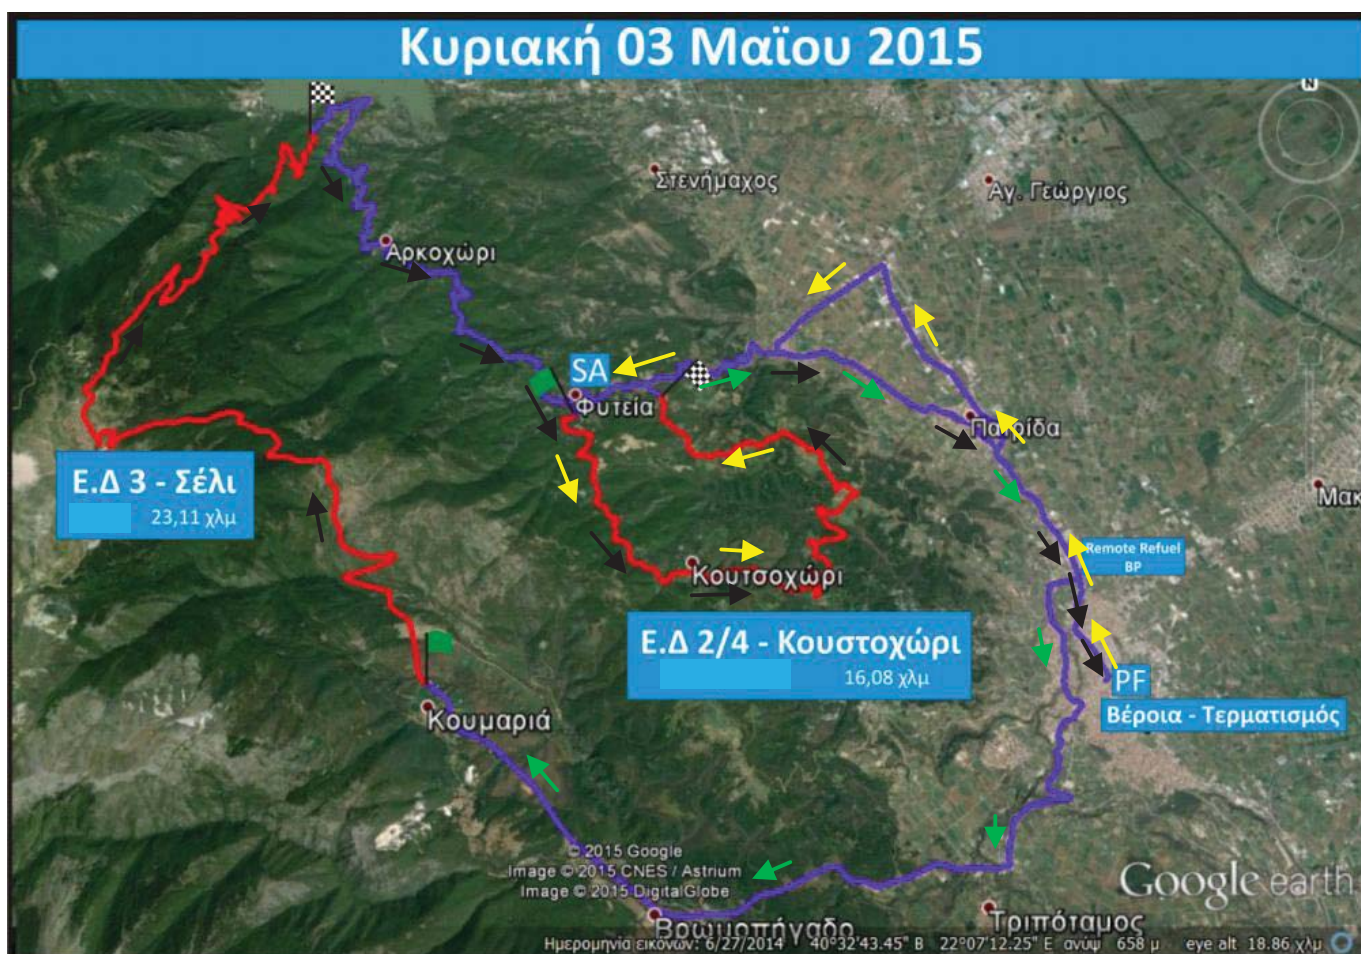 Κυριακή 03 Μαΐου 2015
N
Στενήμαχος
Αγ. Γεώργιος
Αρκοχώρι
SA
Φυτεία
Πατρίδα
Μακ
Ε.Δ 3 - Σέλι
23,11 χλμ
Remote Refuel
BP
Κουτσοχώρι
Ε.Δ 2/4 - Κουστοχώρι
16,08 χλμ
PF
Βέροια - Τερματισμός
Κουμαριά
© 2015 Google
Image © 2015 CNES / Astrium
Image © 2015 DigitalGlobe
Google earth
Βρωμοπήγαδο
Τριπόταμος
Ημερομηνία εικόνων: 6/27/2014 40°32'43.45" Β 22°07'12.25" Ε ανύψ 658 μ eye alt 18.86 χλμ